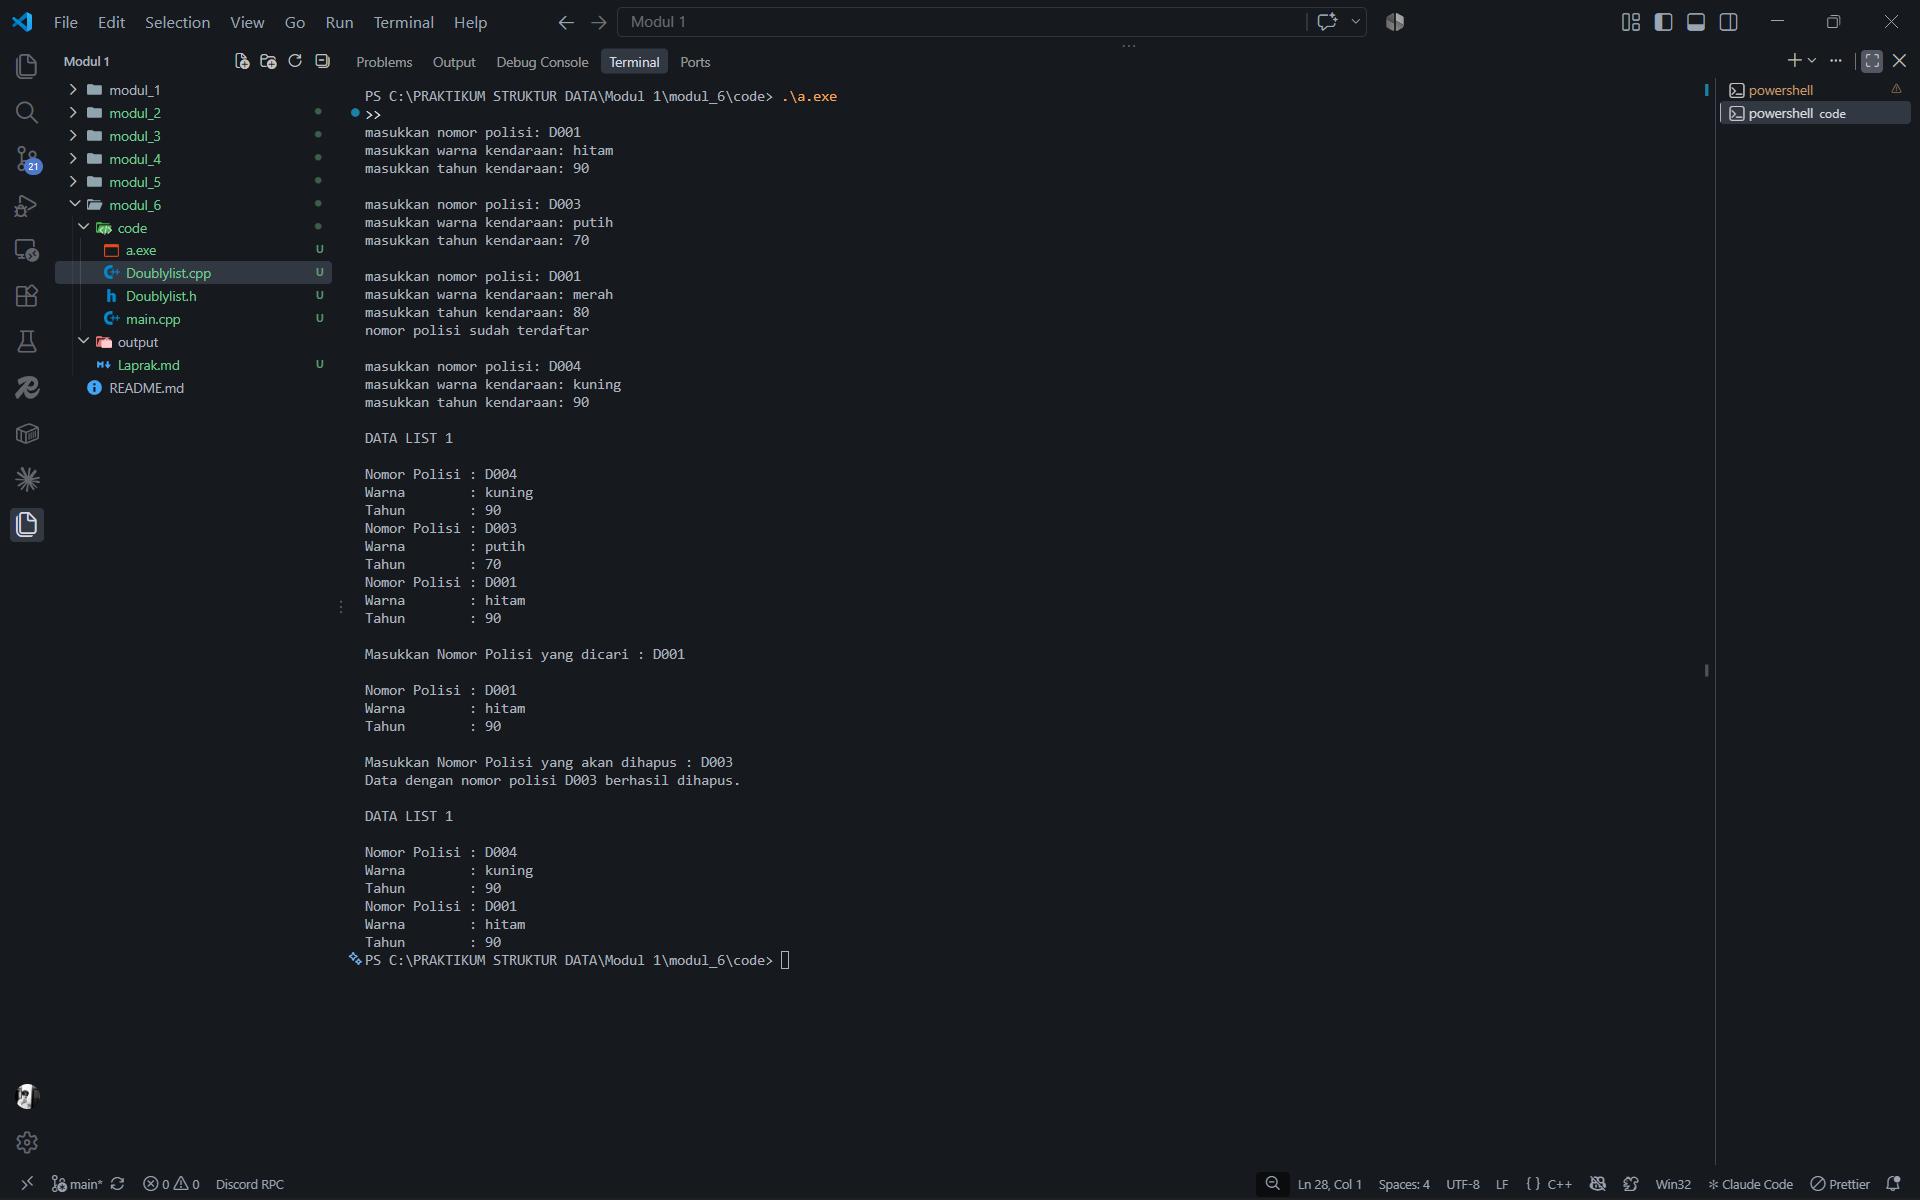 File Edit Selection View Go Run Terminal Help
Modul 1
Modul 1
Problems Output Debug Console Terminal Ports
modul_1
modul_2
modul_3
modul_4
modul_5
modul_6
code
a.exe U
Doublylist.cpp U
Doublylist.h U
main.cpp U
output
Laprak.md U
README.md
21
PS C:\PRAKTIKUM STRUKTUR DATA\Modul 1\modul_6\code> .\a.exe
>>
masukkan nomor polisi: D001
masukkan warna kendaraan: hitam
masukkan tahun kendaraan: 90
masukkan nomor polisi: D003
masukkan warna kendaraan: putih
masukkan tahun kendaraan: 70
masukkan nomor polisi: D001
masukkan warna kendaraan: merah
masukkan tahun kendaraan: 80
nomor polisi sudah terdaftar
masukkan nomor polisi: D004
masukkan warna kendaraan: kuning
masukkan tahun kendaraan: 90
DATA LIST 1
Nomor Polisi : D004
Warna : kuning
Tahun : 90
Nomor Polisi : D003
Warna : putih
Tahun : 70
Nomor Polisi : D001
Warna : hitam
Tahun : 90
Masukkan Nomor Polisi yang dicari : D001
Nomor Polisi : D001
Warna : hitam
Tahun : 90
Masukkan Nomor Polisi yang akan dihapus : D003
Data dengan nomor polisi D003 berhasil dihapus.
DATA LIST 1
Nomor Polisi : D004
Warna : kuning
Tahun : 90
Nomor Polisi : D001
Warna : hitam
Tahun : 90
PS C:\PRAKTIKUM STRUKTUR DATA\Modul 1\modul_6\code>
powershell
powershell code
main* 0 0 Discord RPC Ln 28, Col 1 Spaces: 4 UTF-8 LF { } C++ Win32 Claude Code Prettier